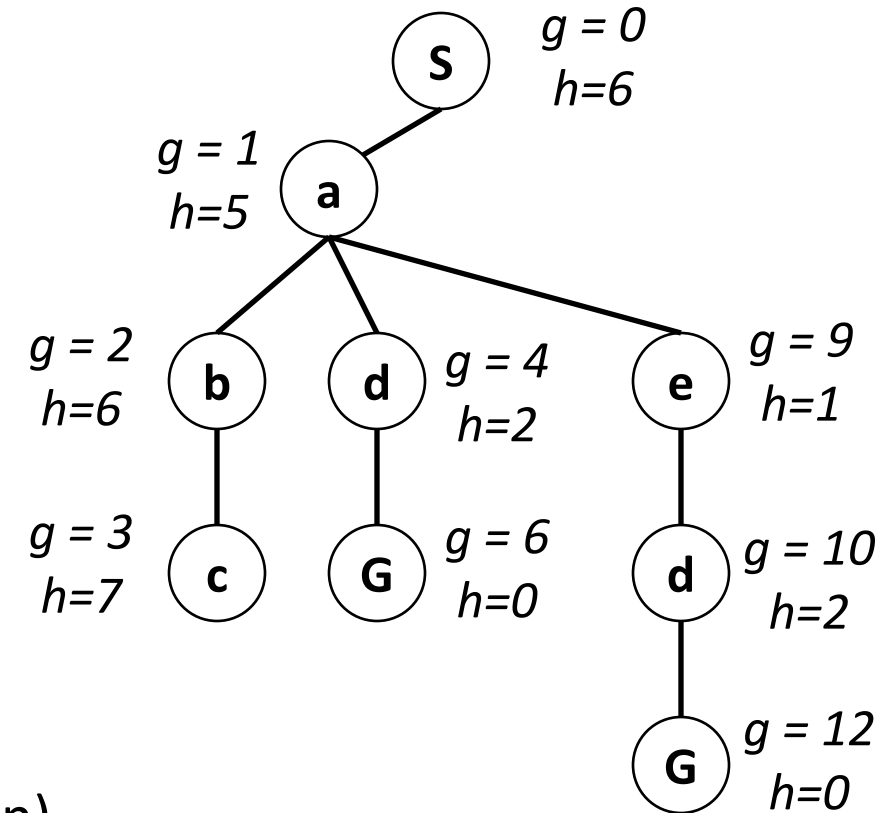 S
g = 0
h=6
g = 1
h=5
a
g = 2
h=6
b
d
g = 4
h=2
e
g = 9
h=1
g = 3
h=7
c
G
g = 6
h=0
d
g = 10
h=2
G
g = 12
h=0
n)